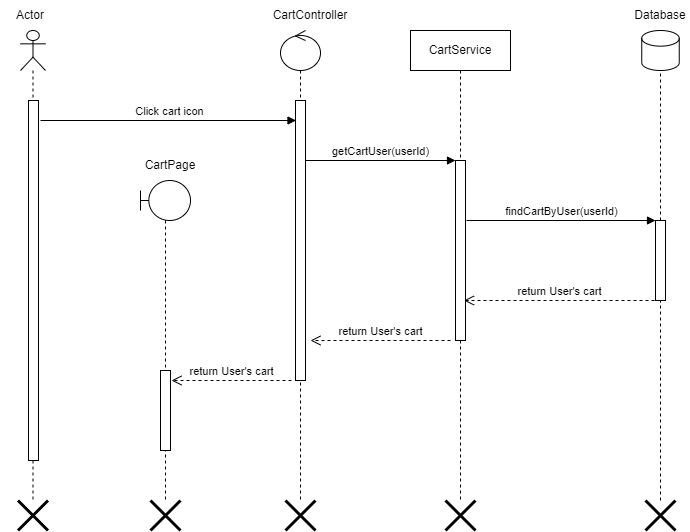 Actor
CartController
Database
CartService
Click cart icon
getCartUser(userId)
CartPage
findCartByUser(userId)
return User's cart
return User's cart
return User's cart